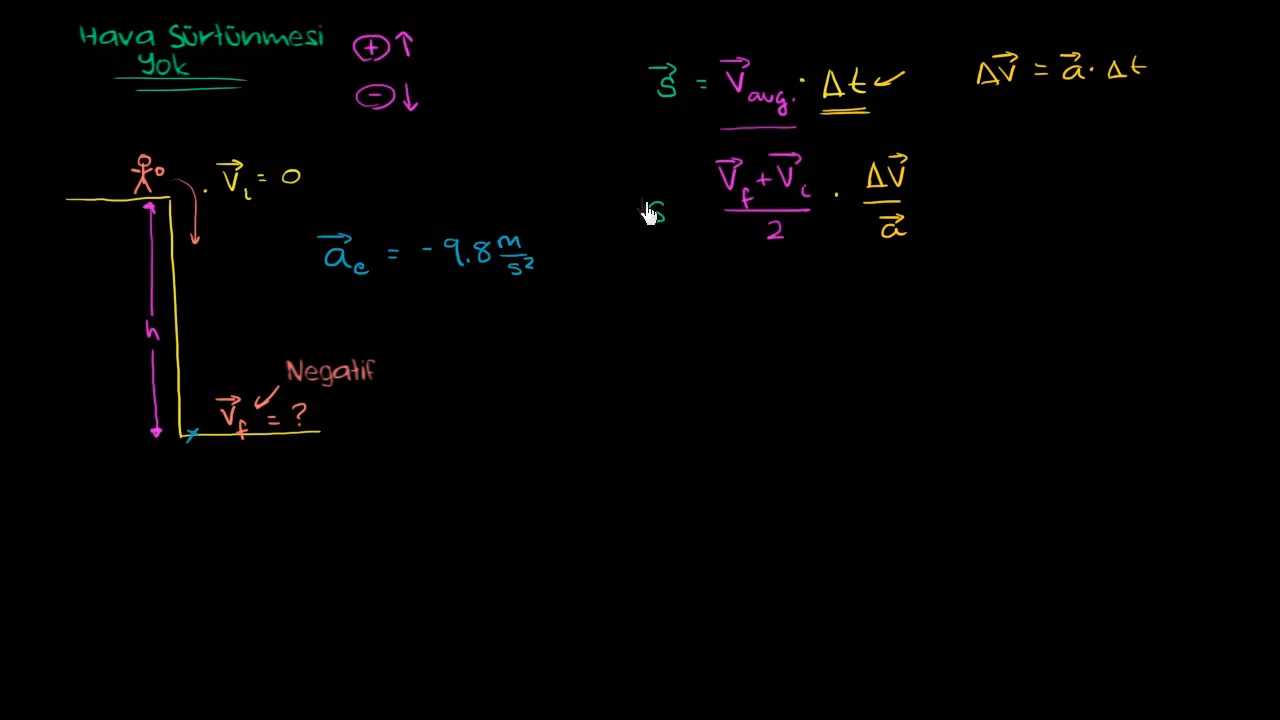 Hava Sürtünmesi
Yok
+ ↑
- ↓
V⃗i = 0
a⃗e = -9.8 m/s²
h
Negatif
V⃗f = ?
S⃗ = V⃗avg. · Δt
ΔV⃗ = a⃗ · Δt
S (V⃗f + V⃗i)/2 · ΔV⃗/a⃗